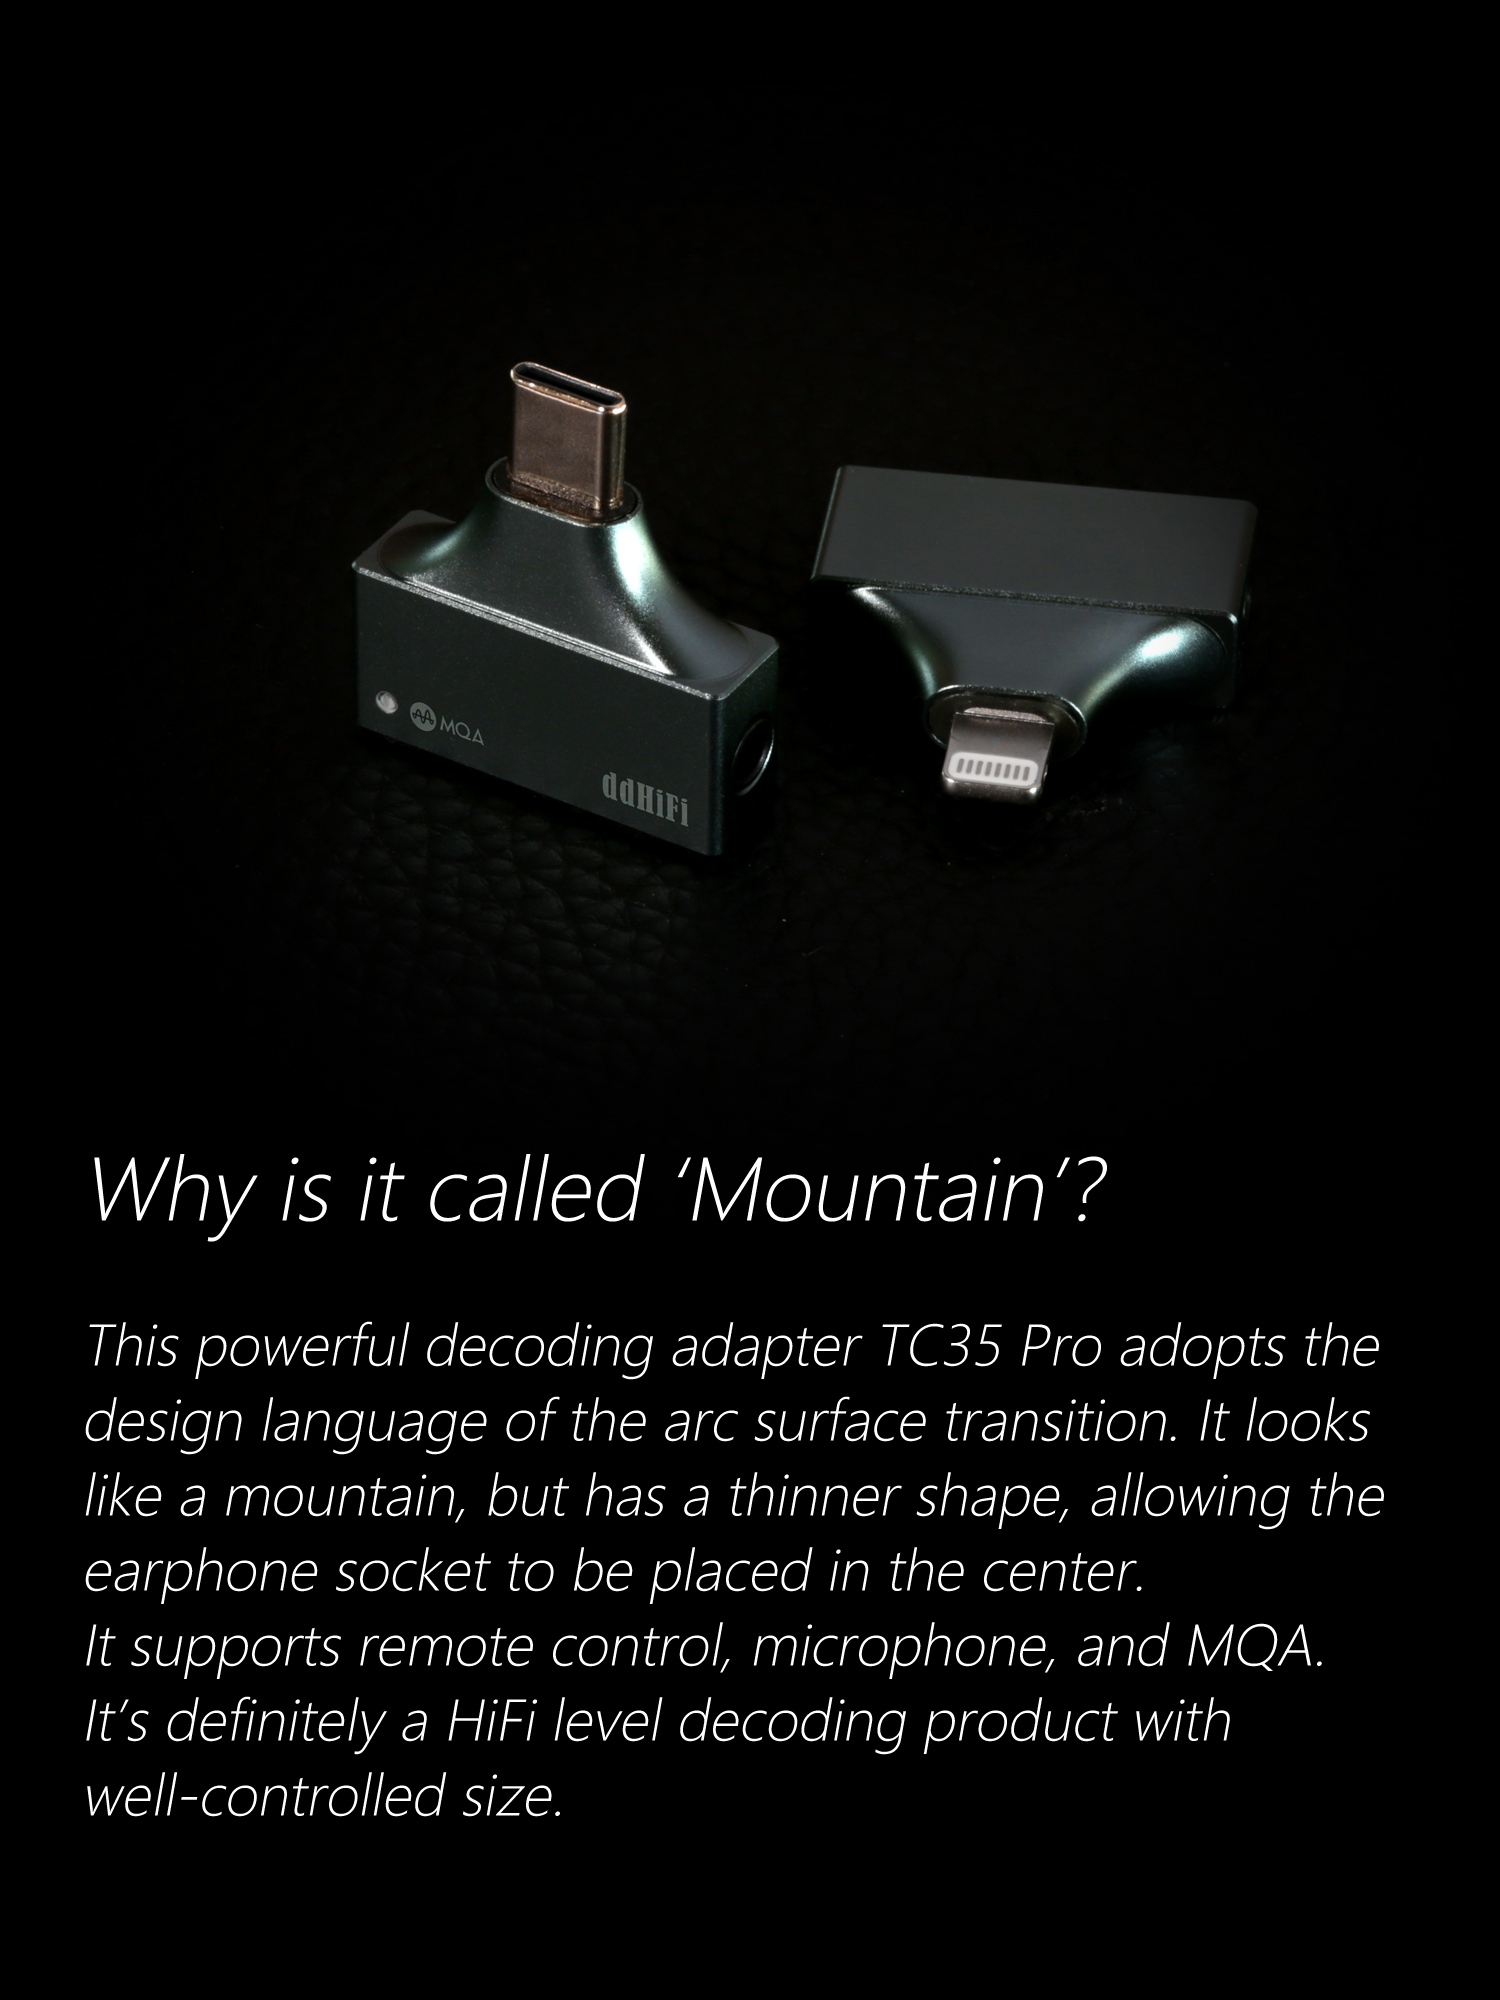 MQA
ddHiFi
Why is it called ‘Mountain’?
This powerful decoding adapter TC35 Pro adopts the
design language of the arc surface transition. It looks
like a mountain, but has a thinner shape, allowing the
earphone socket to be placed in the center.
It supports remote control, microphone, and MQA.
It’s definitely a HiFi level decoding product with
well-controlled size.